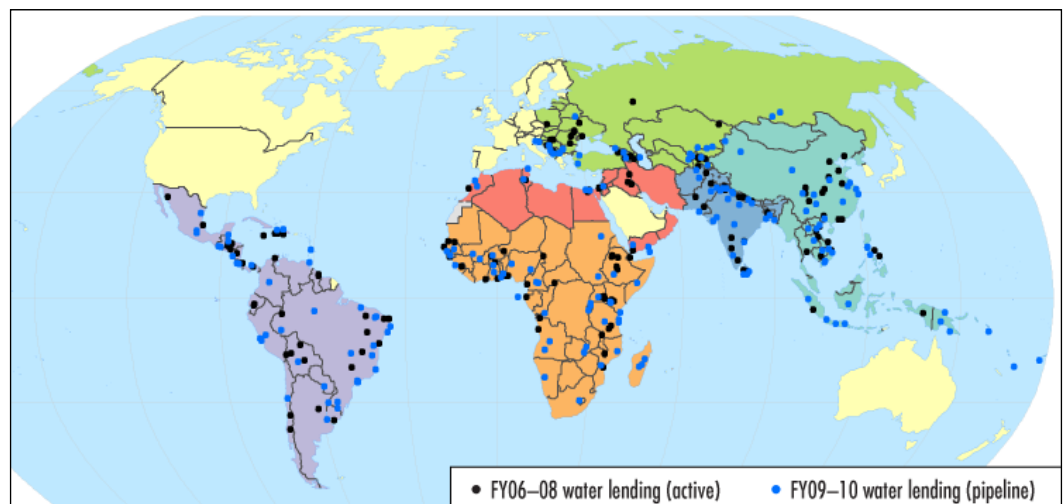 FY06–08 water lending (active) FY09–10 water lending (pipeline)